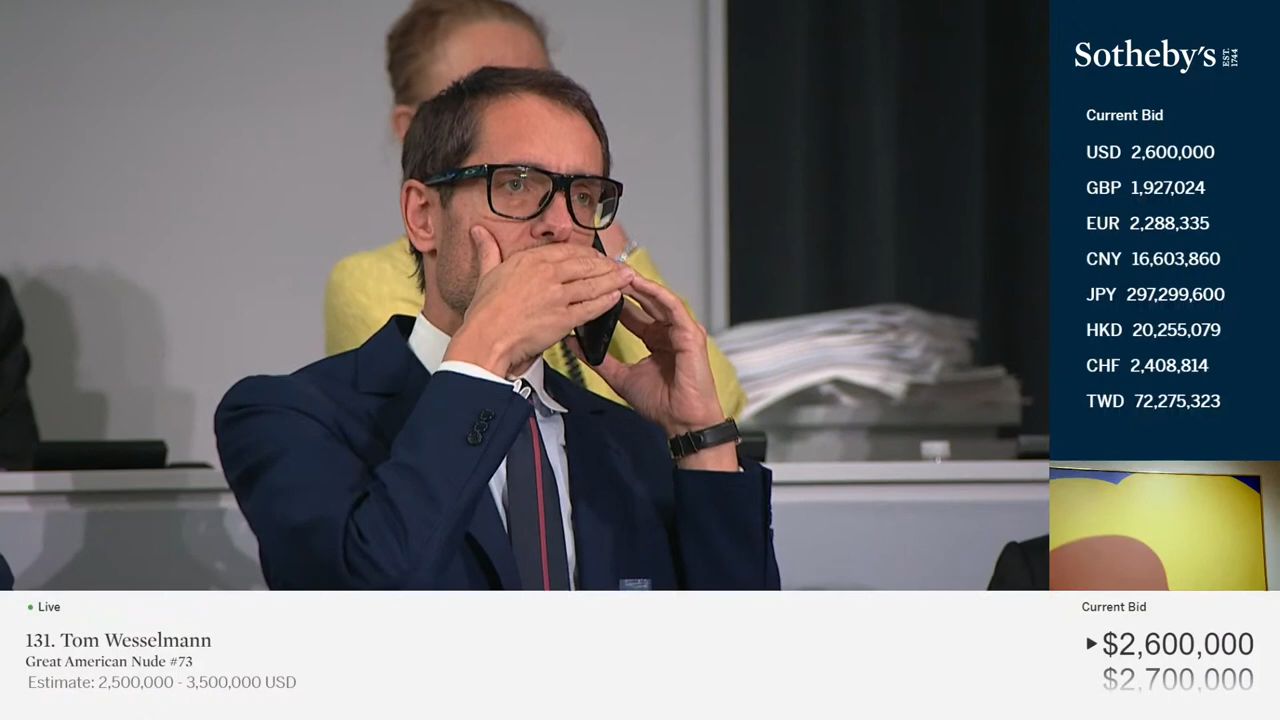 Sotheby's EST. 1744
Current Bid
USD 2,600,000
GBP 1,927,024
EUR 2,288,335
CNY 16,603,860
JPY 297,299,600
HKD 20,255,079
CHF 2,408,814
TWD 72,275,323
Live
131. Tom Wesselmann
Great American Nude #73
Estimate: 2,500,000 - 3,500,000 USD
Current Bid
$2,600,000
$2,700,000